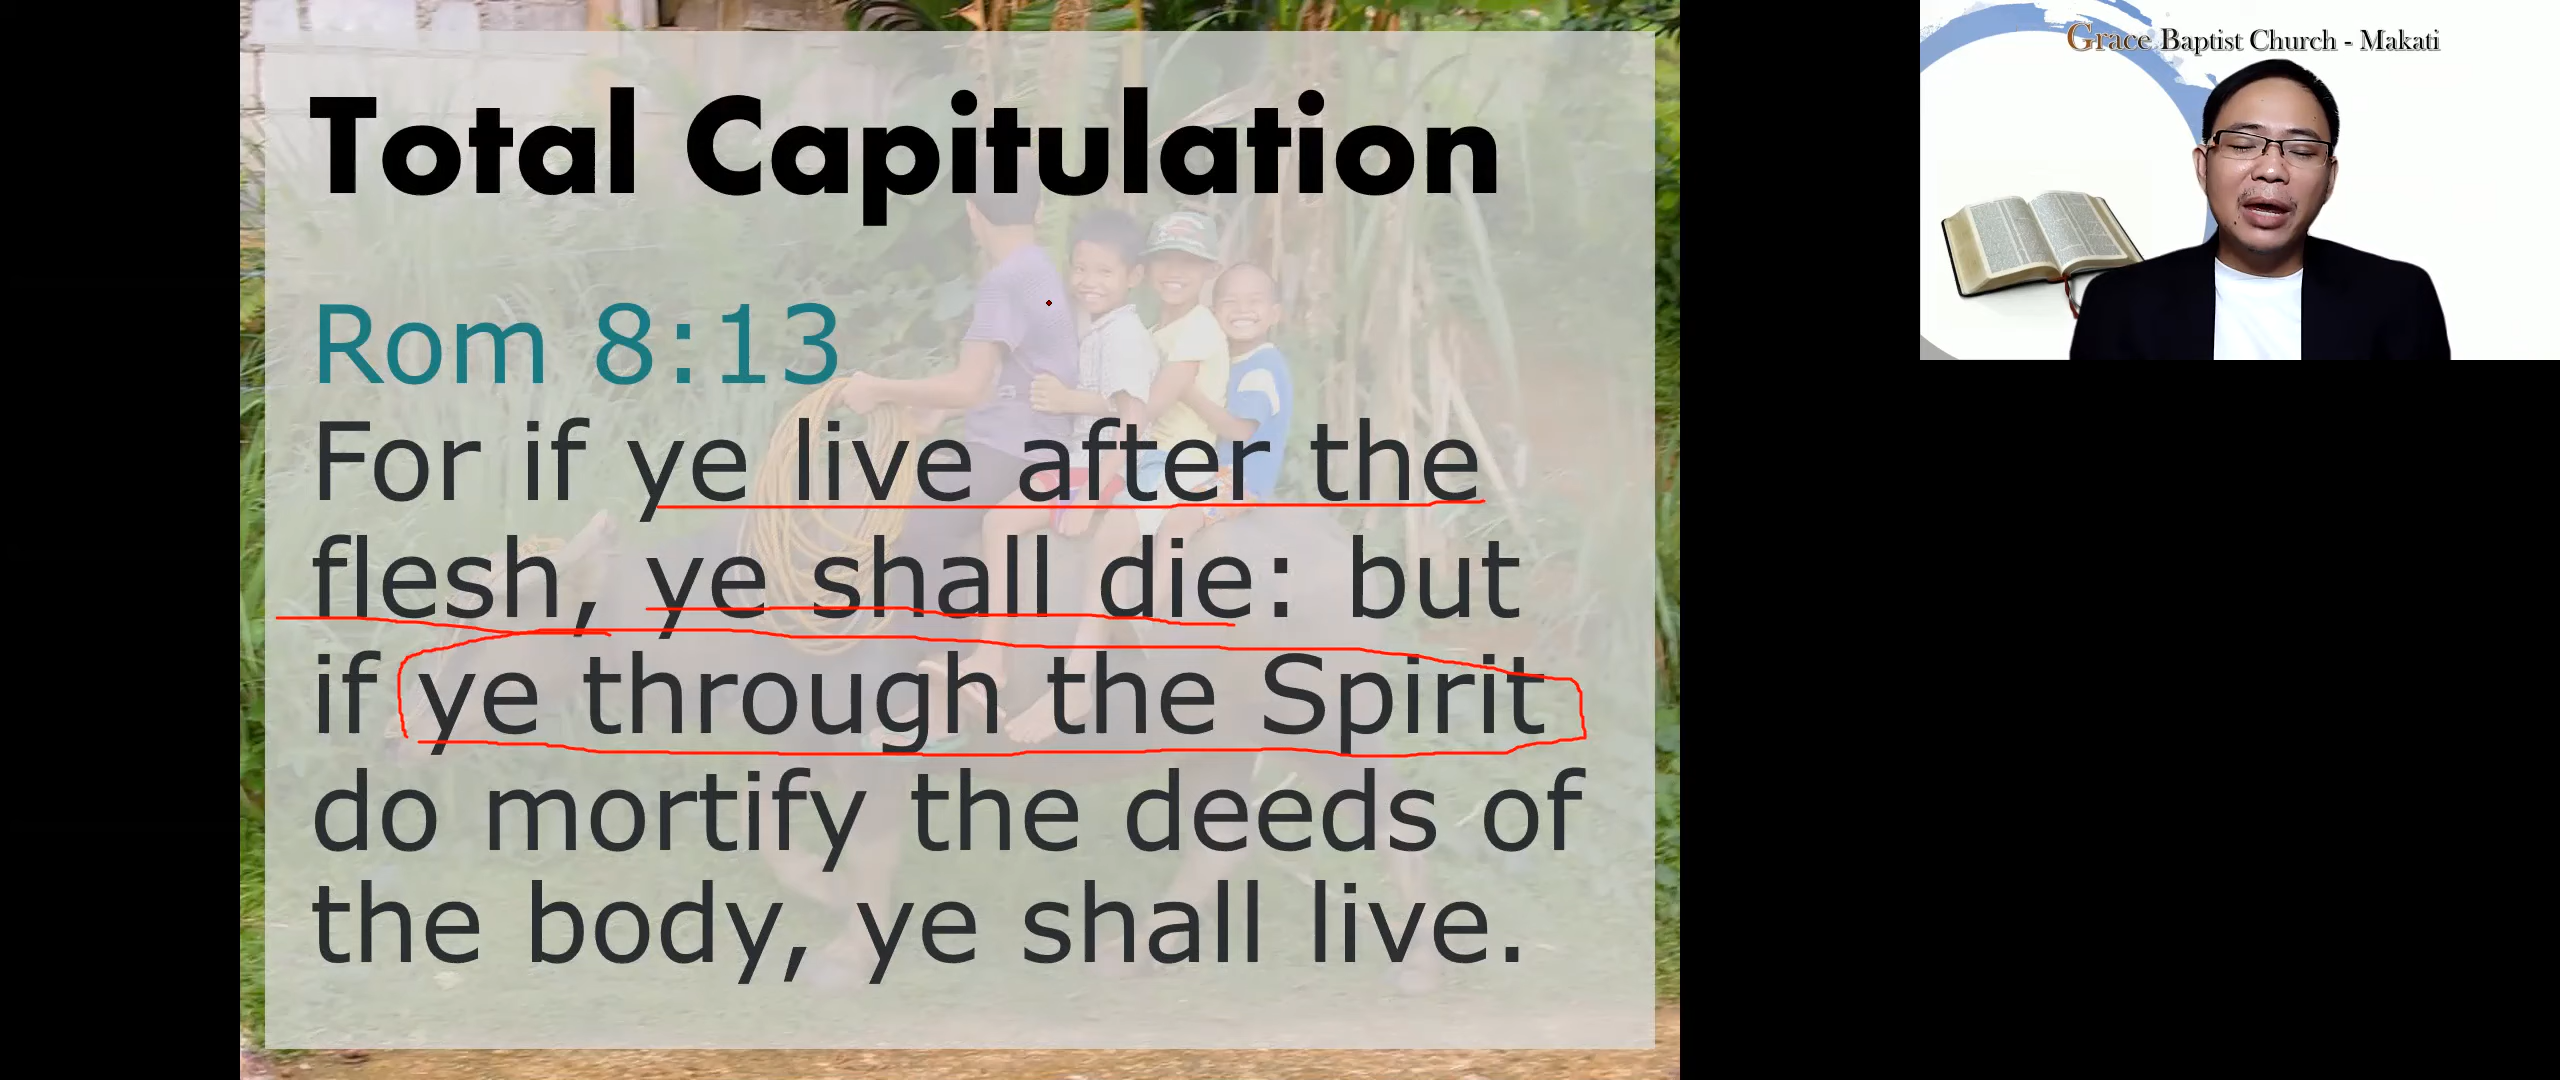 Total Capitulation
Rom 8:13
For if ye live after the
flesh, ye shall die: but
if ye through the Spirit
do mortify the deeds of
the body, ye shall live.
Grace Baptist Church - Makati